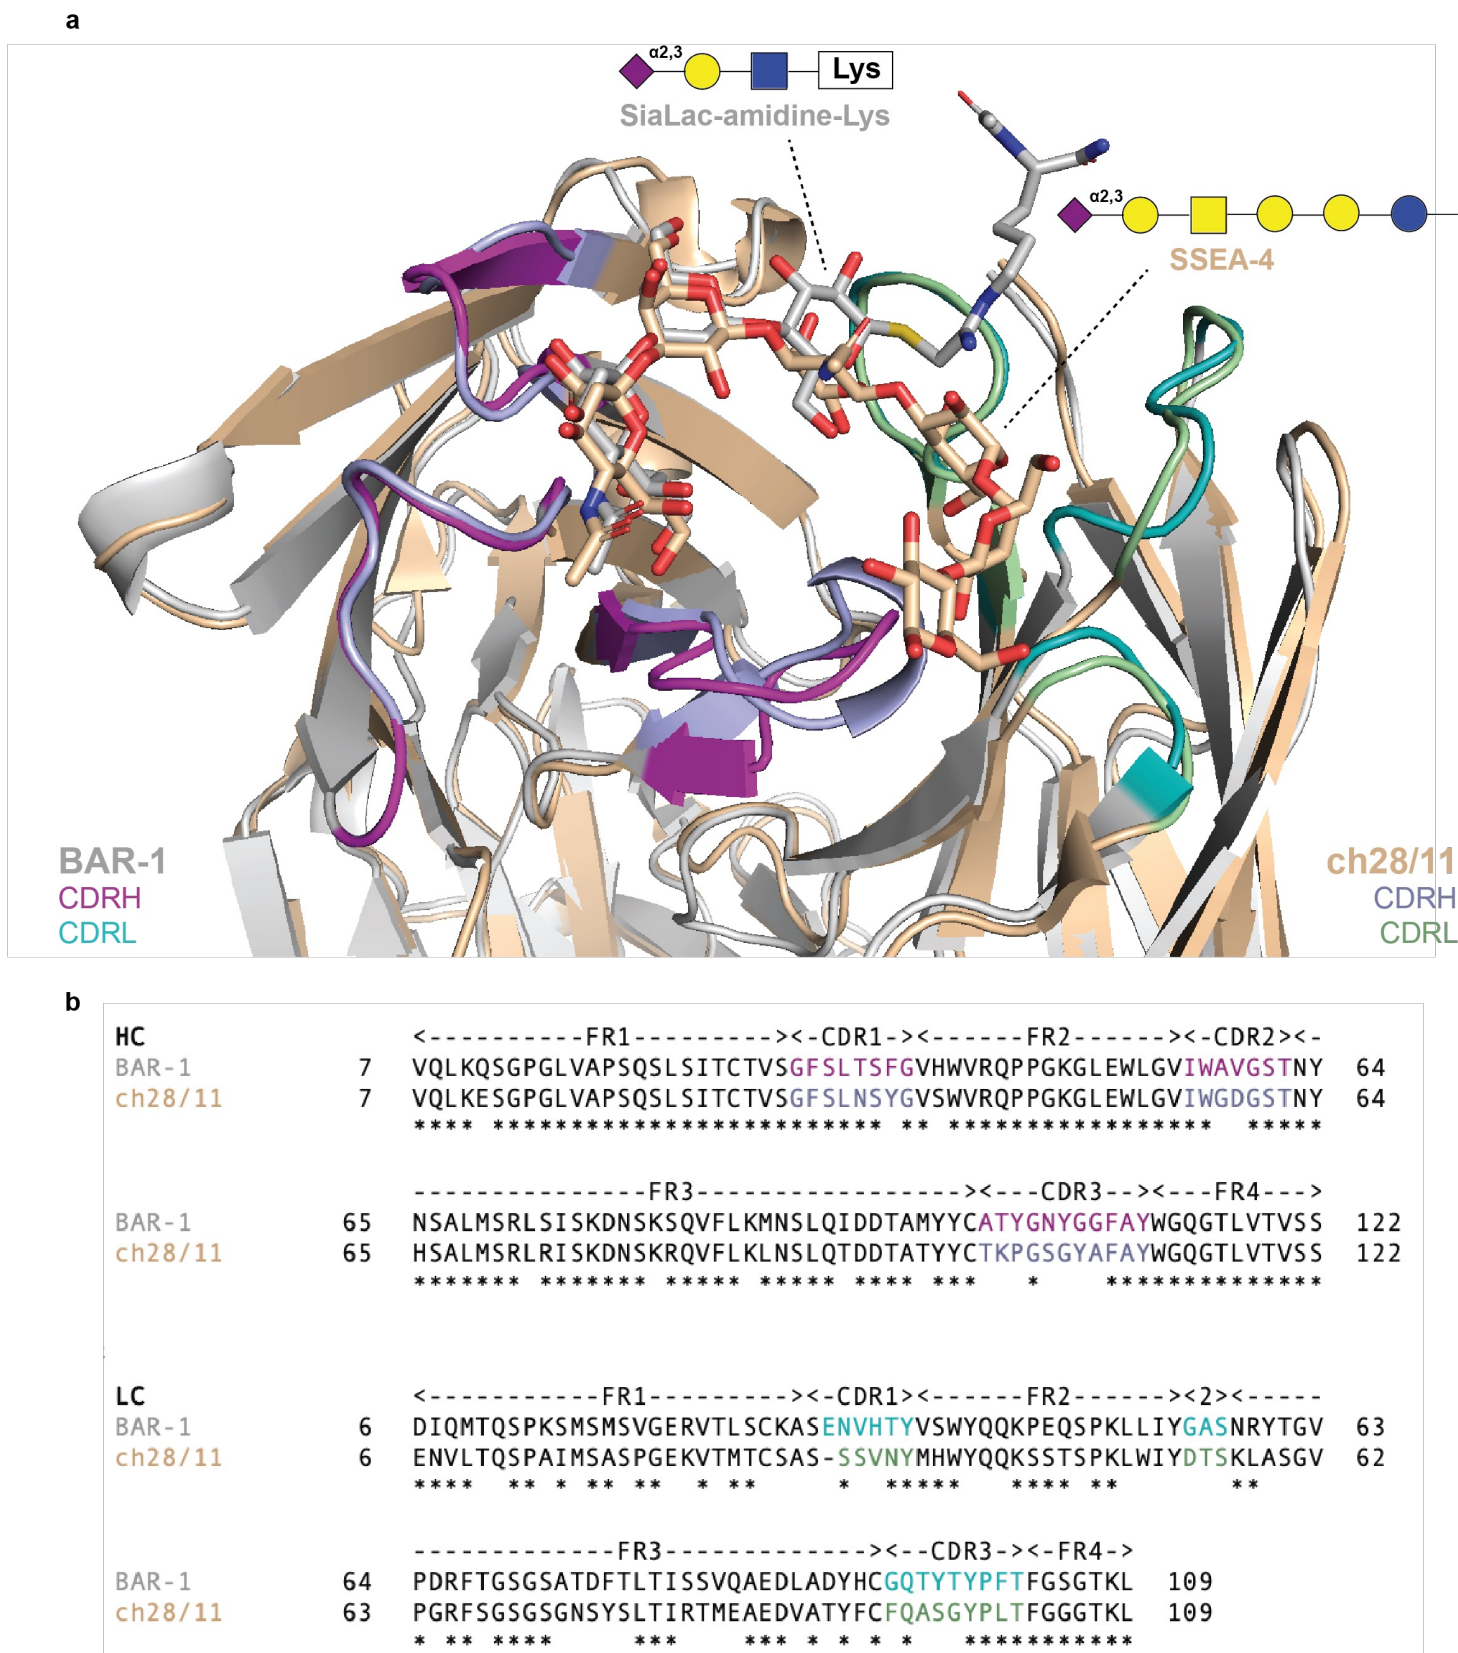 a
α2,3
Lys
SiaLac-amidine-Lys
α2,3
SSEA-4
BAR-1
CDRH
CDRL
ch28/11
CDRH
CDRL
b
HC <-----------FR1---------><-CDR1-><------FR2------><-CDR2><-
BAR-1 7 VQLKQSGPGLVAPSQSLSITCTVSGFSLTSFGVHWVRQPPGKGLEWLGVIWAVGSTNY 64
ch28/11 7 VQLKESGPGLVAPSQSLSITCTVSGFSLNSYGVSWVRQPPGKGLEWLGVIWGDGSTNY 64
**** ************************* ** ***************** *****
---------------FR3-----------------><---CDR3--><---FR4--->
BAR-1 65 NSALMSRLSISKDNSKSQVFLKMNSLQIDDTAMYYCATYGNYGGFAYWGQGTLVTVSS 122
ch28/11 65 HSALMSRLRISKDNSKRQVFLKLNSLQTDDTATYYCTKPGSGYAFAYWGQGTLVTVSS 122
******* ******* ***** ***** **** *** * **************
LC <-----------FR1---------><-CDR1><------FR2------><2><-----
BAR-1 6 DIQMTQSPKSMSMSVGERVTLSCKASENVHTYVSWYQQKPEQSPKLLIYGASNRYTGV 63
ch28/11 6 ENVLTQSPAIMSASPGEKVTMTCSAS-SSVNYMHWYQQKSSTSPKLWIYDTSKLASGV 62
**** ** * ** ** * ** * ***** **** ** **
-------------FR3-------------><--CDR3-><-FR4->
BAR-1 64 PDRFTGSGSATDFTLTISSVQAEDLADYHCGQTYTYPFTFGSGTKL 109
ch28/11 63 PGRFSGSGSGNSYSLTIRTMEAEDVATYFCFQASGYPLTFGGGTKL 109
* ** **** *** *** * * * * ***********